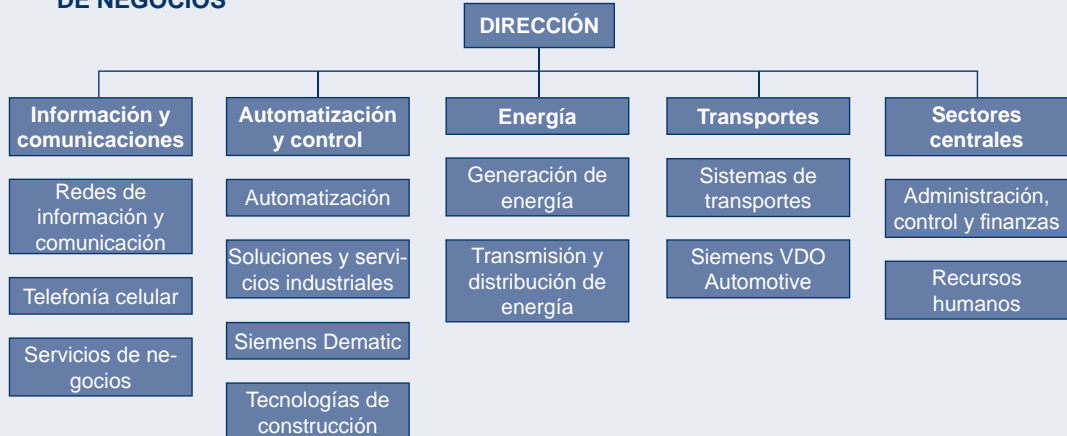 DE NEGOCIOS
DIRECCIÓN
Información y
comunicaciones
Redes de
información y
comunicación
Telefonía celular
Servicios de ne-
gocios
Automatización
y control
Automatización
Soluciones y servi-
cios industriales
Siemens Dematic
Tecnologías de
construcción
Energía
Generación de
energía
Transmisión y
distribución de
energía
Transportes
Sistemas de
transportes
Siemens VDO
Automotive
Sectores
centrales
Administración,
control y finanzas
Recursos
humanos